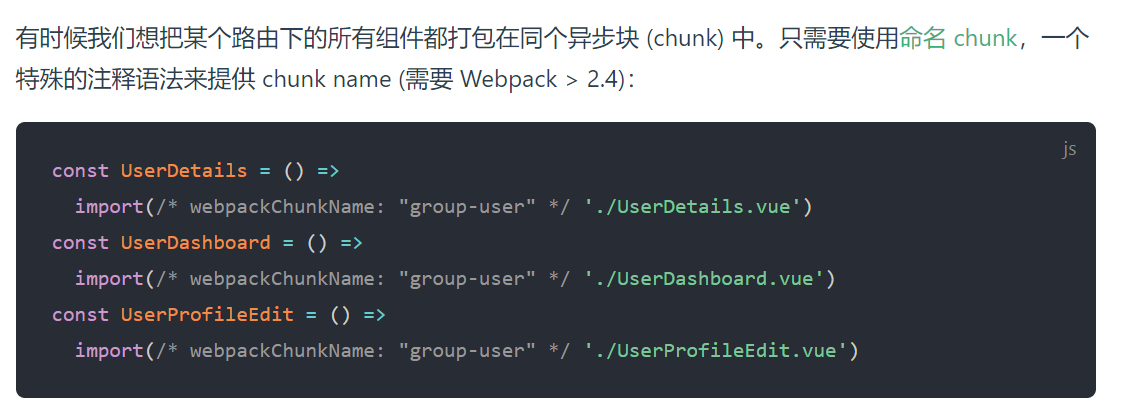 有时候我们想把某个路由下的所有组件都打包在同个异步块 (chunk) 中。只需要使用命名 chunk，一个
特殊的注释语法来提供 chunk name (需要 Webpack > 2.4)：
js
const UserDetails = () =>
  import(/* webpackChunkName: "group-user" */ './UserDetails.vue')
const UserDashboard = () =>
  import(/* webpackChunkName: "group-user" */ './UserDashboard.vue')
const UserProfileEdit = () =>
  import(/* webpackChunkName: "group-user" */ './UserProfileEdit.vue')